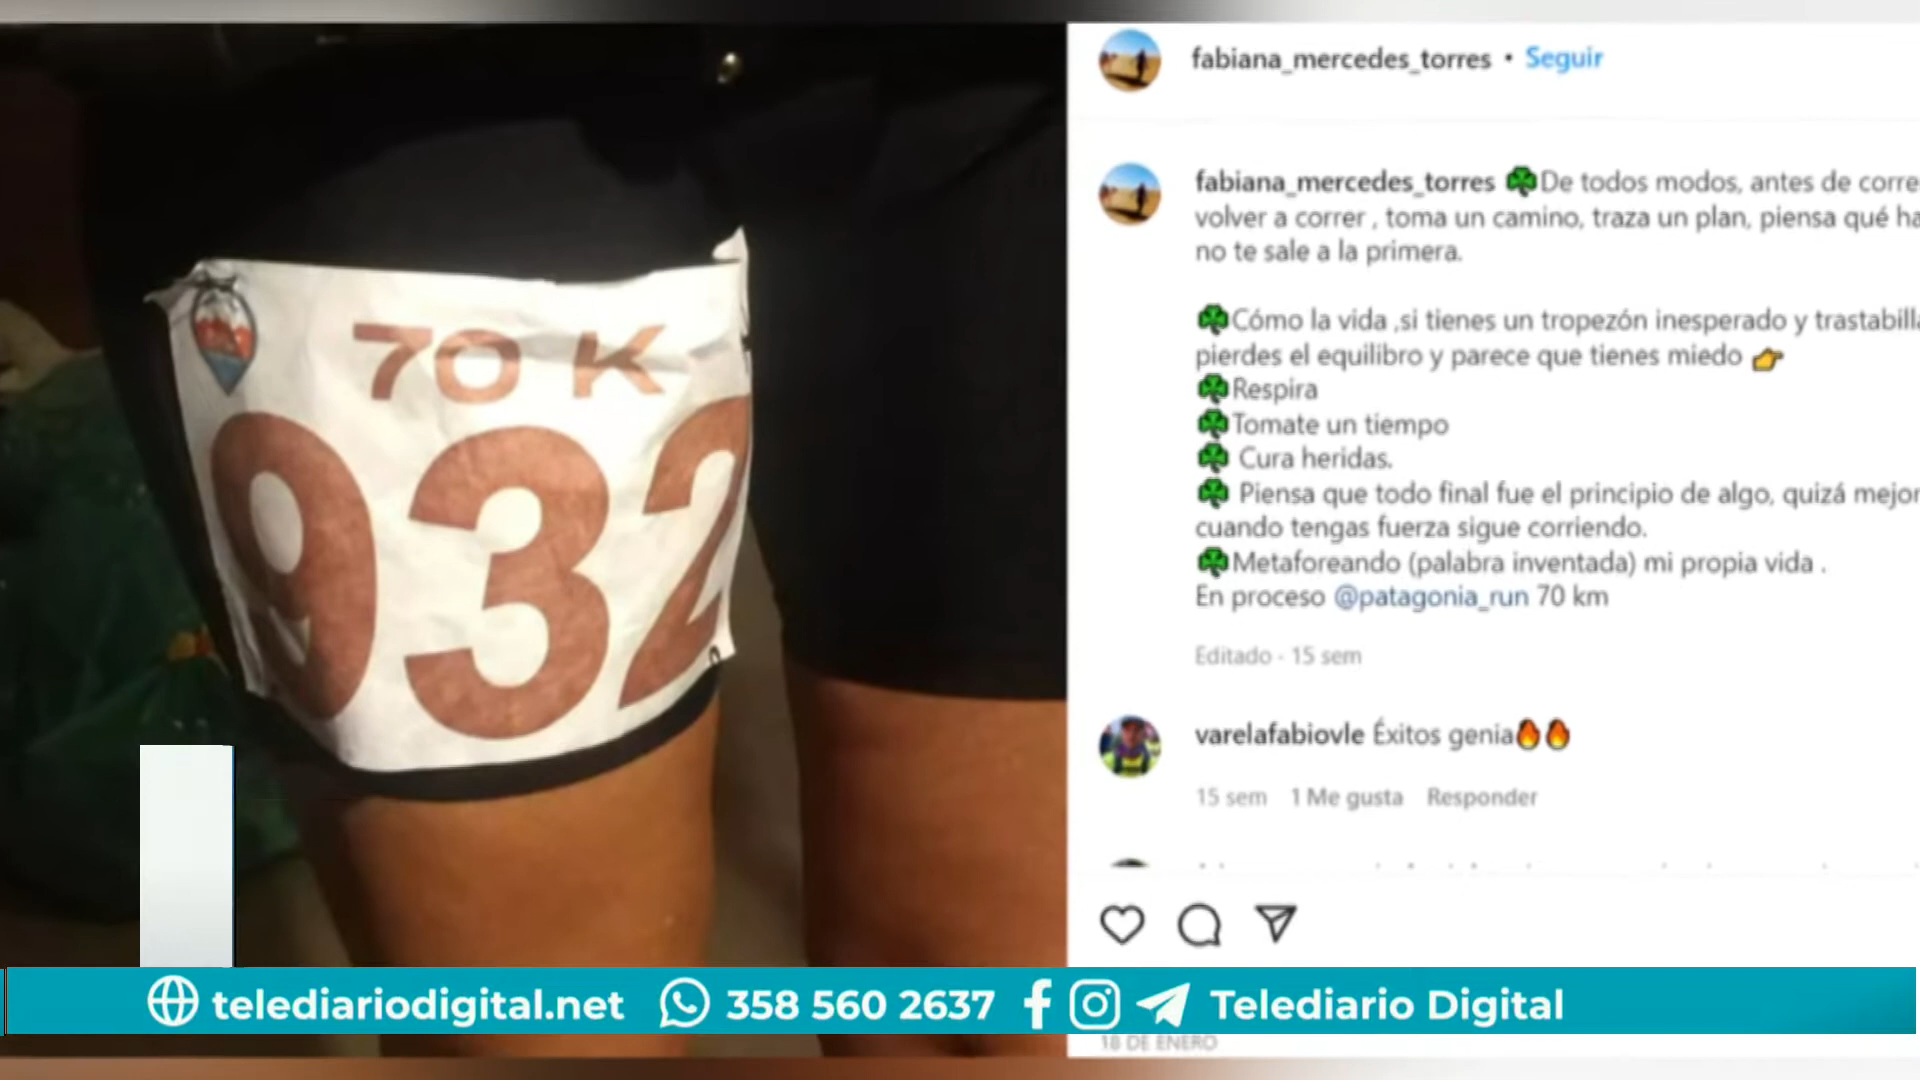 70 K
932
fabiana_mercedes_torres • Seguir
fabiana_mercedes_torres ☘De todos modos, antes de corre
volver a correr , toma un camino, traza un plan, piensa qué ha
no te sale a la primera.
☘Cómo la vida ,si tienes un tropezón inesperado y trastabilla
pierdes el equilibro y parece que tienes miedo 👉
☘Respira
☘Tomate un tiempo
☘ Cura heridas.
☘ Piensa que todo final fue el principio de algo, quizá mejor
cuando tengas fuerza sigue corriendo.
☘Metaforeando (palabra inventada) mi propia vida .
En proceso @patagonia_run 70 km
Editado · 15 sem
varelafabiovle Éxitos genia🔥🔥
15 sem 1 Me gusta Responder
telediariodigital.net 358 560 2637 Telediario Digital
18 DE ENERO